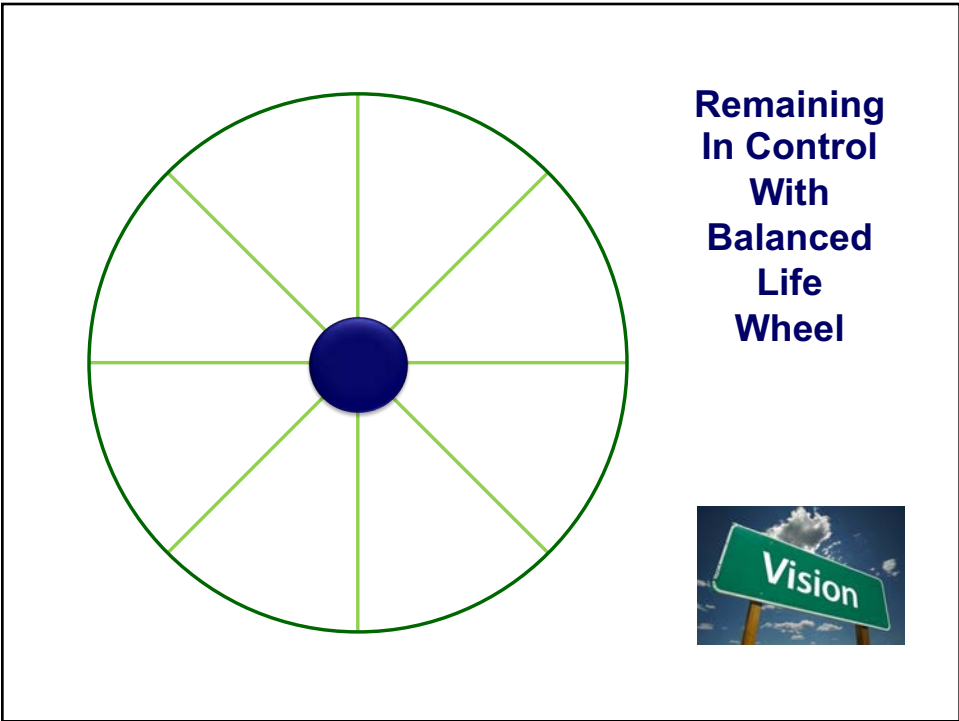 Remaining
In Control
With
Balanced
Life
Wheel
Vision